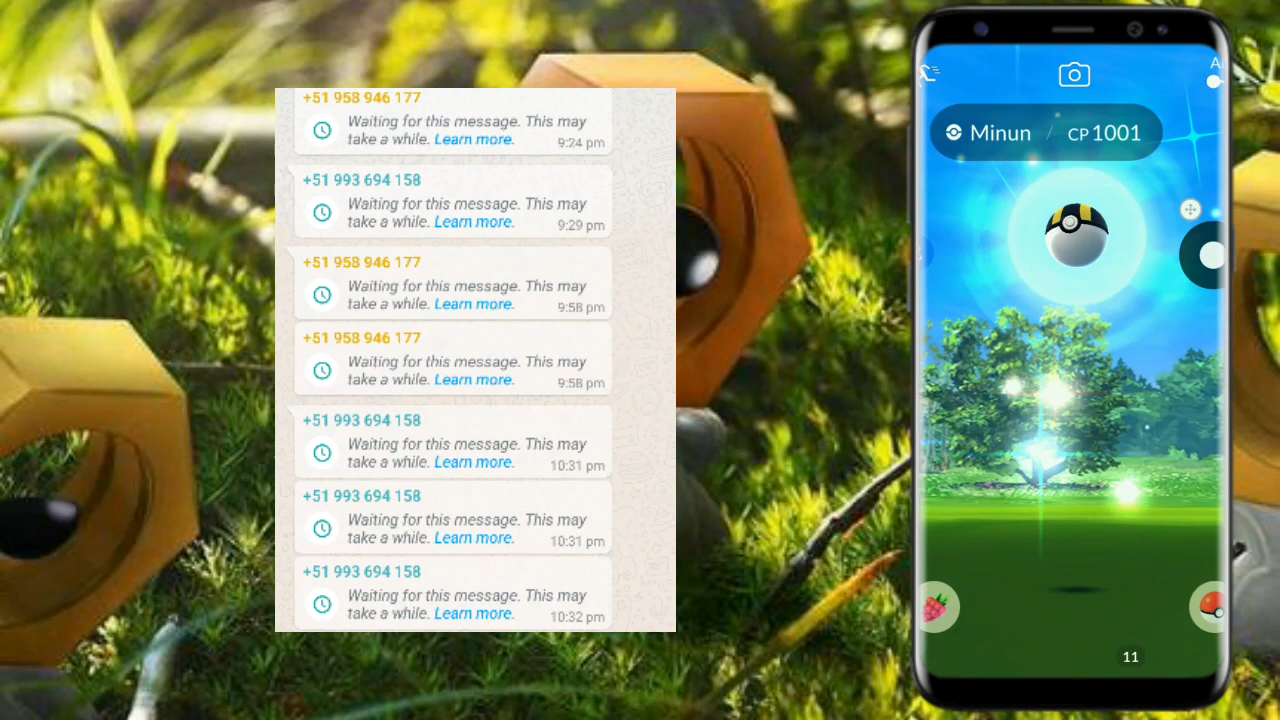 +51 958 946 177
Waiting for this message. This may
take a while. Learn more.
9:24 pm
+51 993 694 158
Waiting for this message. This may
take a while. Learn more.
9:29 pm
+51 958 946 177
Waiting for this message. This may
take a while. Learn more.
9:58 pm
+51 958 946 177
Waiting for this message. This may
take a while. Learn more.
9:58 pm
+51 993 694 158
Waiting for this message. This may
take a while. Learn more.
10:31 pm
+51 993 694 158
Waiting for this message. This may
take a while. Learn more.
10:31 pm
+51 993 694 158
Waiting for this message. This may
take a while. Learn more.
10:32 pm
Minun / CP1001
11